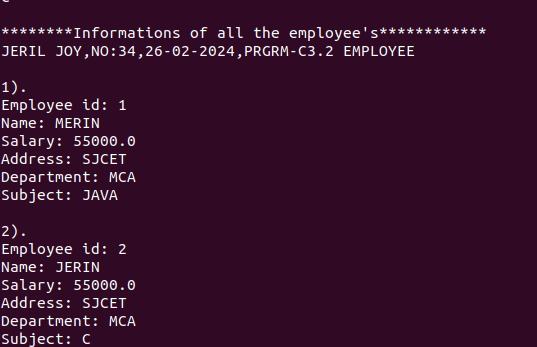 ********Informations of all the employee's************
JERIL JOY,NO:34,26-02-2024,PRGRM-C3.2 EMPLOYEE
1).
Employee id: 1
Name: MERIN
Salary: 55000.0
Address: SJCET
Department: MCA
Subject: JAVA
2).
Employee id: 2
Name: JERIN
Salary: 55000.0
Address: SJCET
Department: MCA
Subject: C